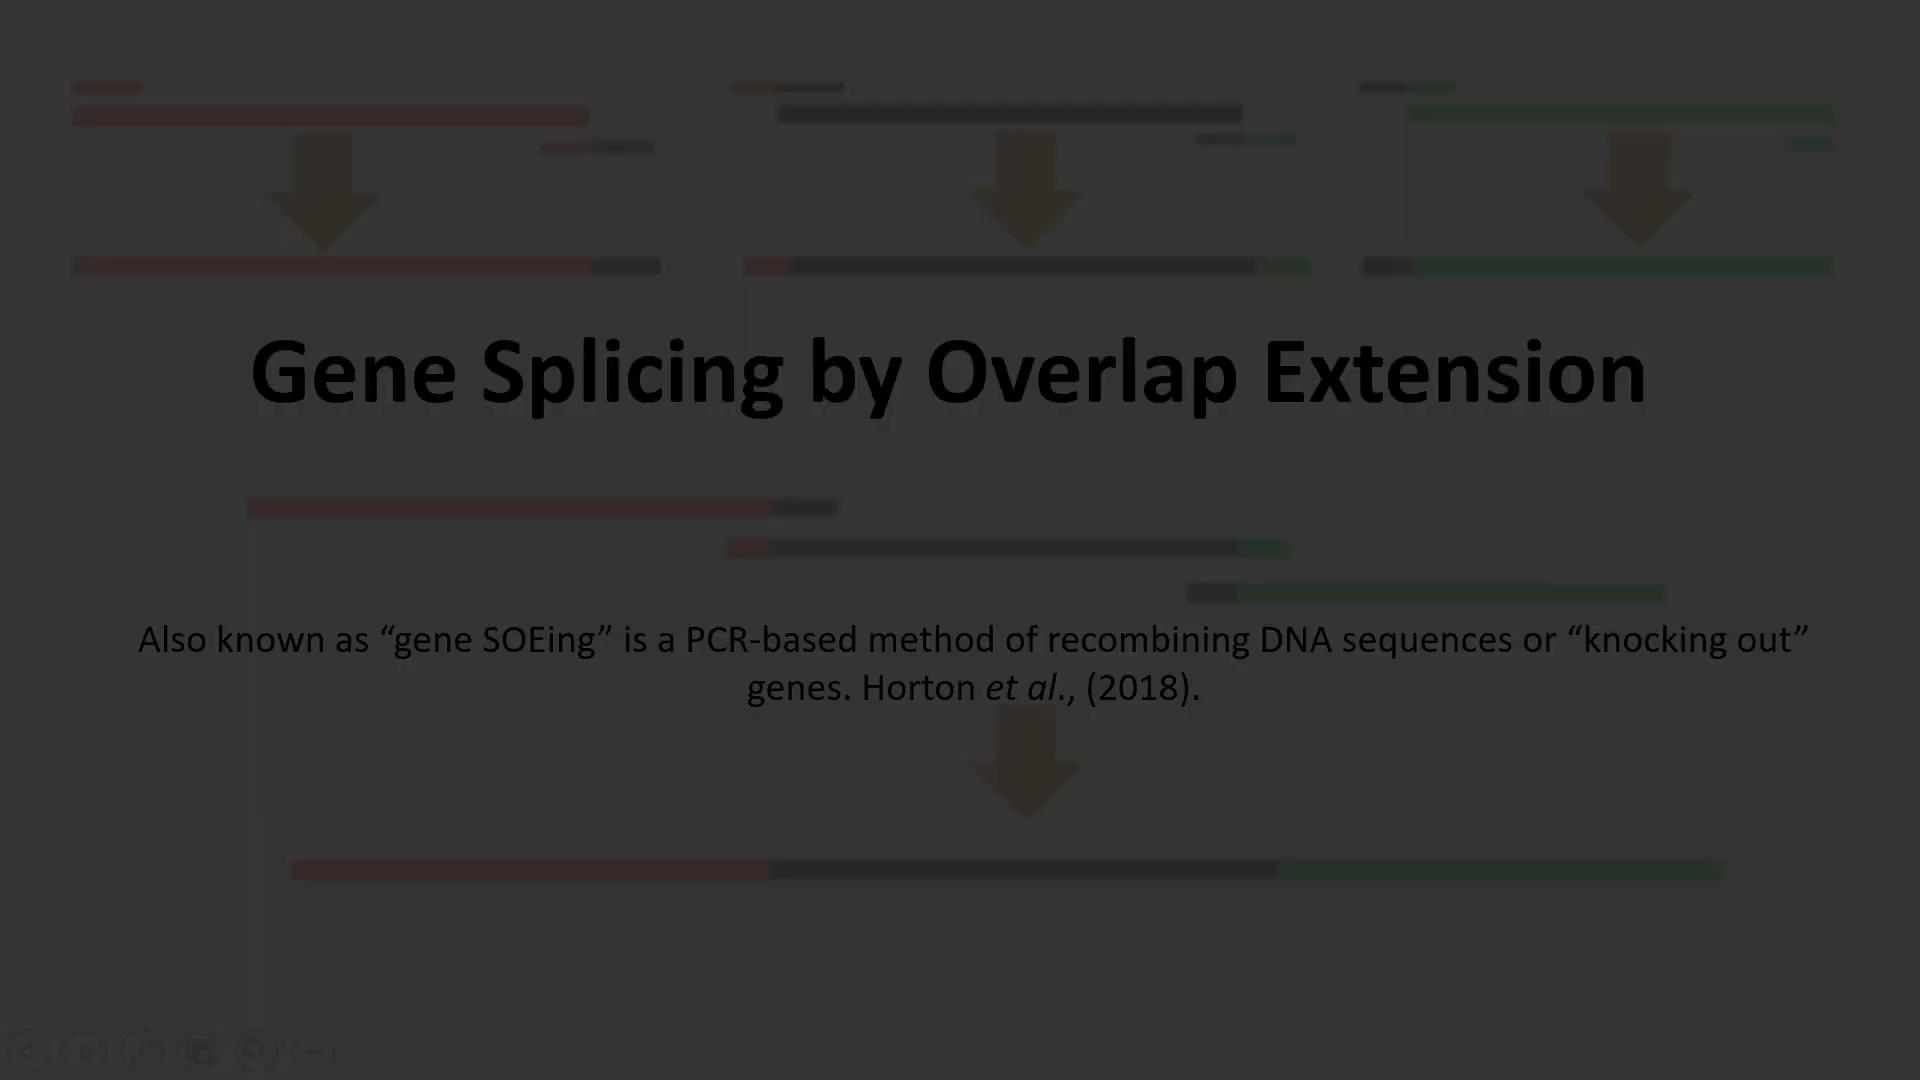 Gene Splicing by Overlap Extension
Also known as “gene SOEing” is a PCR-based method of recombining DNA sequences or “knocking out”
genes. Horton et al., (2018).